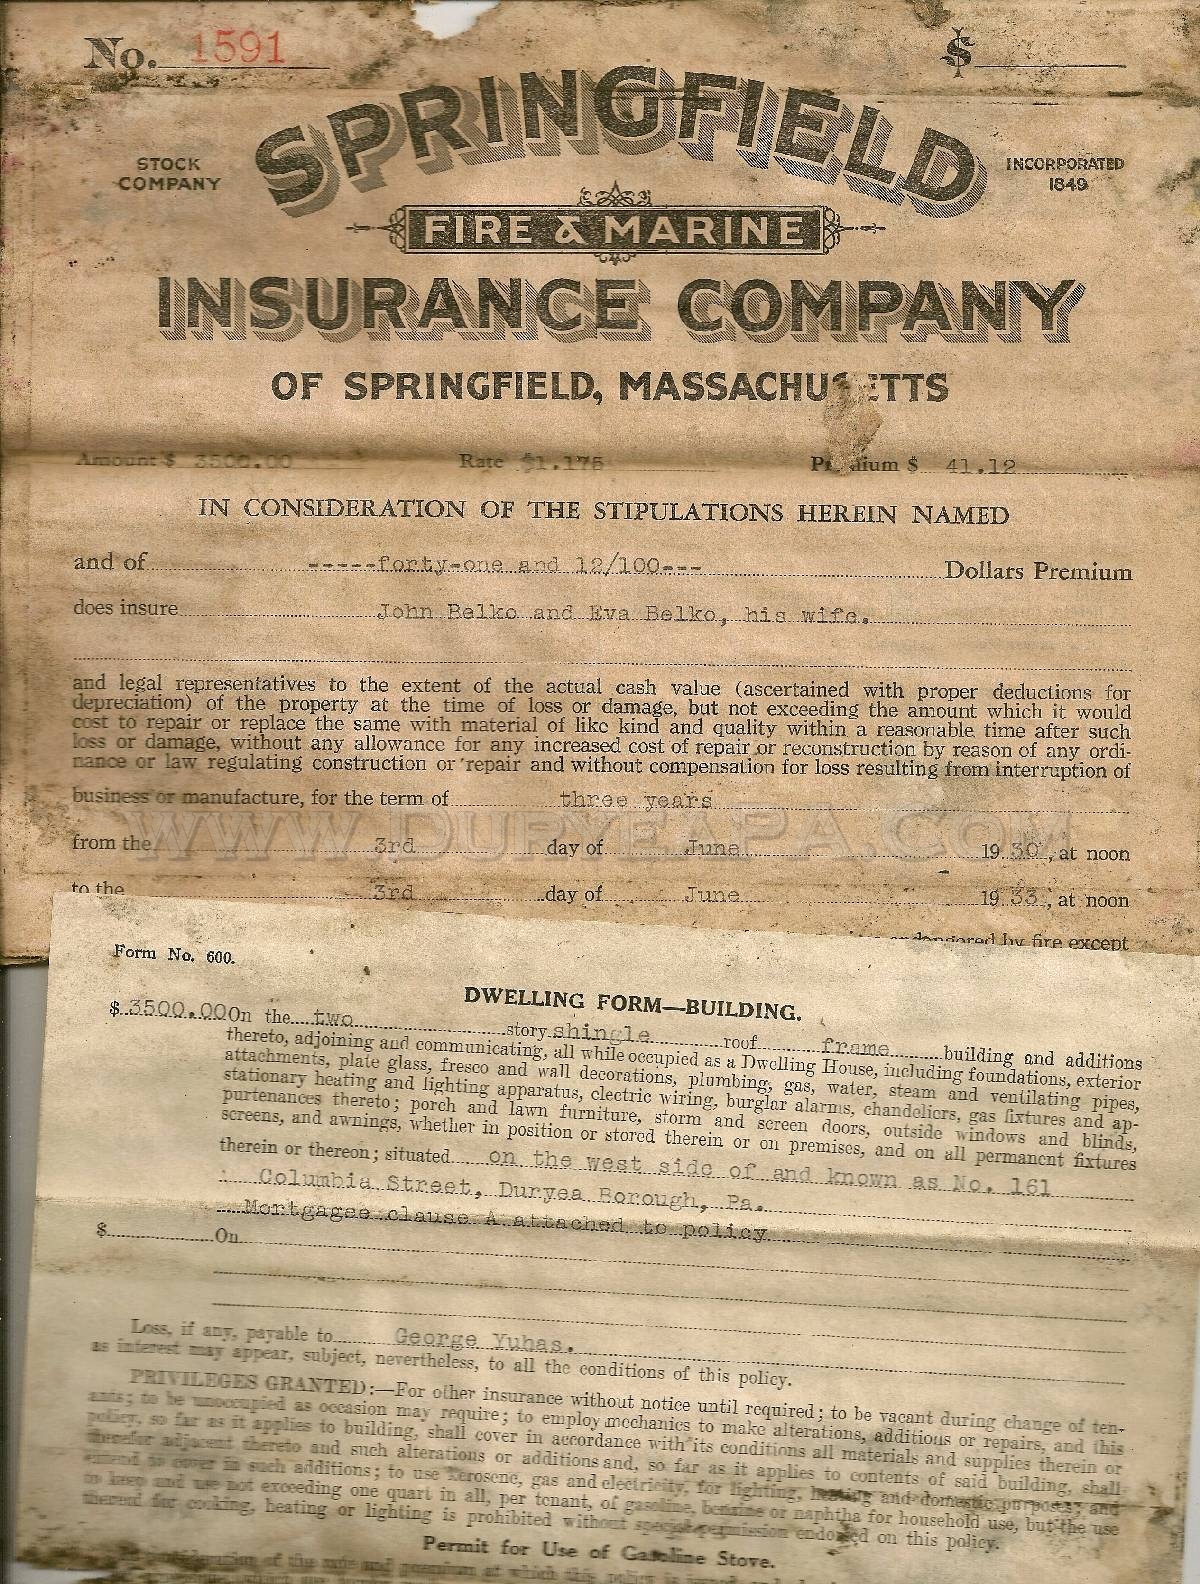 No. 1591 $
SPRINGFIELD
STOCK COMPANY
INCORPORATED 1849
FIRE & MARINE
INSURANCE COMPANY
OF SPRINGFIELD, MASSACHUSETTS
Amount $ 3500.00 Rate $1.175 Premium $ 41.12
IN CONSIDERATION OF THE STIPULATIONS HEREIN NAMED
and of -----forty-one and 12/100--- Dollars Premium
does insure John Belko and Eva Belko, his wife.
and legal representatives to the extent of the actual cash value (ascertained with proper deductions for
depreciation) of the property at the time of loss or damage, but not exceeding the amount which it would
cost to repair or replace the same with material of like kind and quality within a reasonable time after such
loss or damage, without any allowance for any increased cost of repair or reconstruction by reason of any ordi-
nance or law regulating construction or repair and without compensation for loss resulting from interruption of
business or manufacture, for the term of three years
www.DuryeaPA.com
from the 3rd day of June 1930, at noon
to the 3rd day of June 1933, at noon
by fire except
Form No. 600.
DWELLING FORM—BUILDING.
$ 3500.00 On the two story shingle roof frame building and additions
thereto, adjoining and communicating, all while occupied as a Dwelling House, including foundations, exterior
attachments, plate glass, fresco and wall decorations, plumbing, gas, water, steam and ventilating pipes,
stationary heating and lighting apparatus, electric wiring, burglar alarms, chandeliers, gas fixtures and ap-
purtenances thereto; porch and lawn furniture, storm and screen doors, outside windows and blinds,
screens, and awnings, whether in position or stored therein or on premises, and on all permanent fixtures
therein or thereon; situated on the west side of and known as No. 161
Columbia Street, Duryea Borough, Pa.
Mortgagee clause A attached to policy
$ On
Loss, if any, payable to George Yuhas.
as interest may appear, subject, nevertheless, to all the conditions of this policy.
PRIVILEGES GRANTED:—For other insurance without notice until required; to be vacant during change of ten-
ants; to be unoccupied as occasion may require; to employ mechanics to make alterations, additions or repairs, and this
policy, so far as it applies to building, shall cover in accordance with its conditions all materials and supplies therein or
therefor adjacent thereto and such alterations or additions and, so far as it applies to contents of said building, shall
extend to cover in such additions; to use kerosene, gas and electricity, for lighting, heating and domestic purposes; and
to keep and use not exceeding one quart in all, per tenant, of gasoline, benzine or naphtha for household use, but the use
thereof for cooking, heating or lighting is prohibited without special permission endorsed on this policy.
Permit for Use of Gasoline Stove.
consideration of the rate and premium at which this policy is